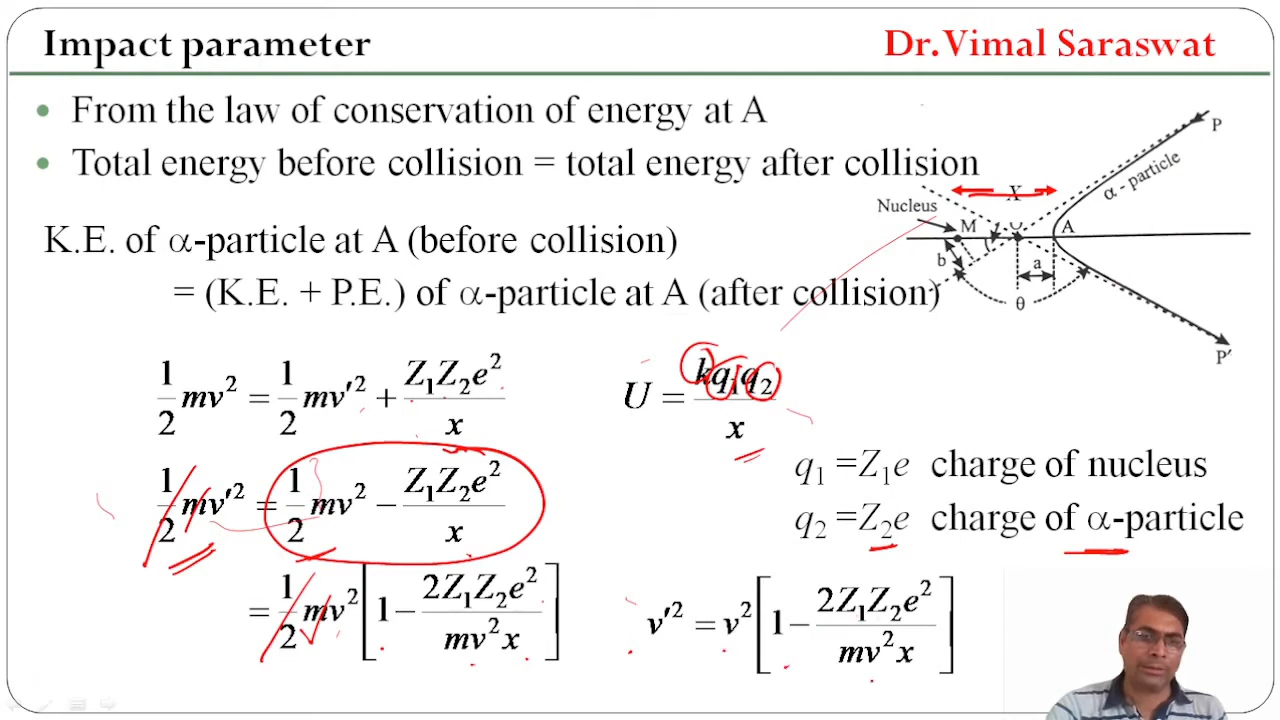 Impact parameter
Dr.Vimal Saraswat
• From the law of conservation of energy at A
• Total energy before collision = total energy after collision
K.E. of α-particle at A (before collision)
= (K.E. + P.E.) of α-particle at A (after collision)
P
α - particle
X
Nucleus
M
O
A
b
a
θ
P′
1/2 mv² = 1/2 mv′² + Z₁Z₂e²/x
U = kq₁q₂/x
1/2 mv′² = 1/2 mv² − Z₁Z₂e²/x
q₁ =Z₁e charge of nucleus
q₂ =Z₂e charge of α-particle
= 1/2 mv² [1 − 2Z₁Z₂e²/mv²x]
v′² = v² [1 − 2Z₁Z₂e²/mv²x]